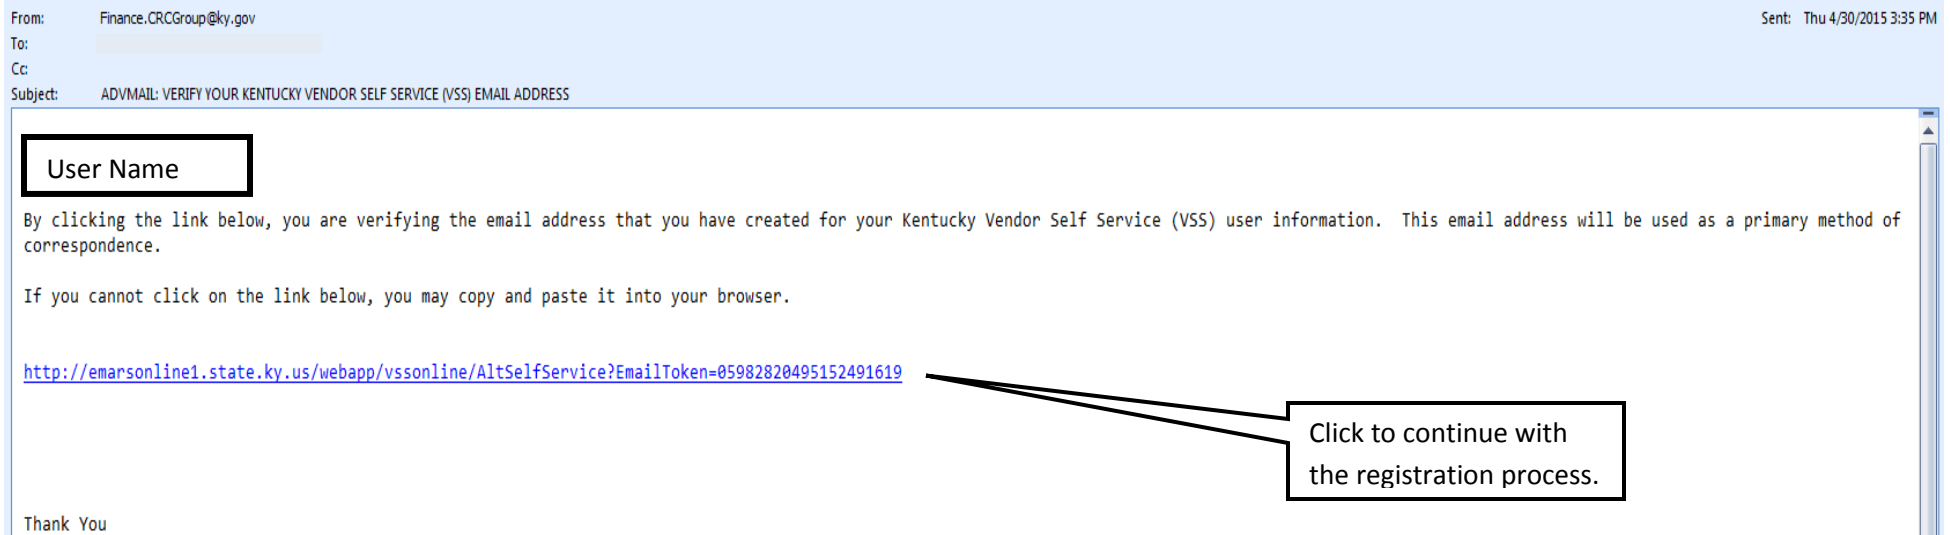 From: Finance.CRCGroup@ky.gov Sent: Thu 4/30/2015 3:35 PM
To:
Cc:
Subject: ADVMAIL: VERIFY YOUR KENTUCKY VENDOR SELF SERVICE (VSS) EMAIL ADDRESS
User Name
By clicking the link below, you are verifying the email address that you have created for your Kentucky Vendor Self Service (VSS) user information. This email address will be used as a primary method of
correspondence.
If you cannot click on the link below, you may copy and paste it into your browser.
http://emarsonline1.state.ky.us/webapp/vssonline/AltSelfService?EmailToken=05982820495152491619
Click to continue with
the registration process.
Thank You